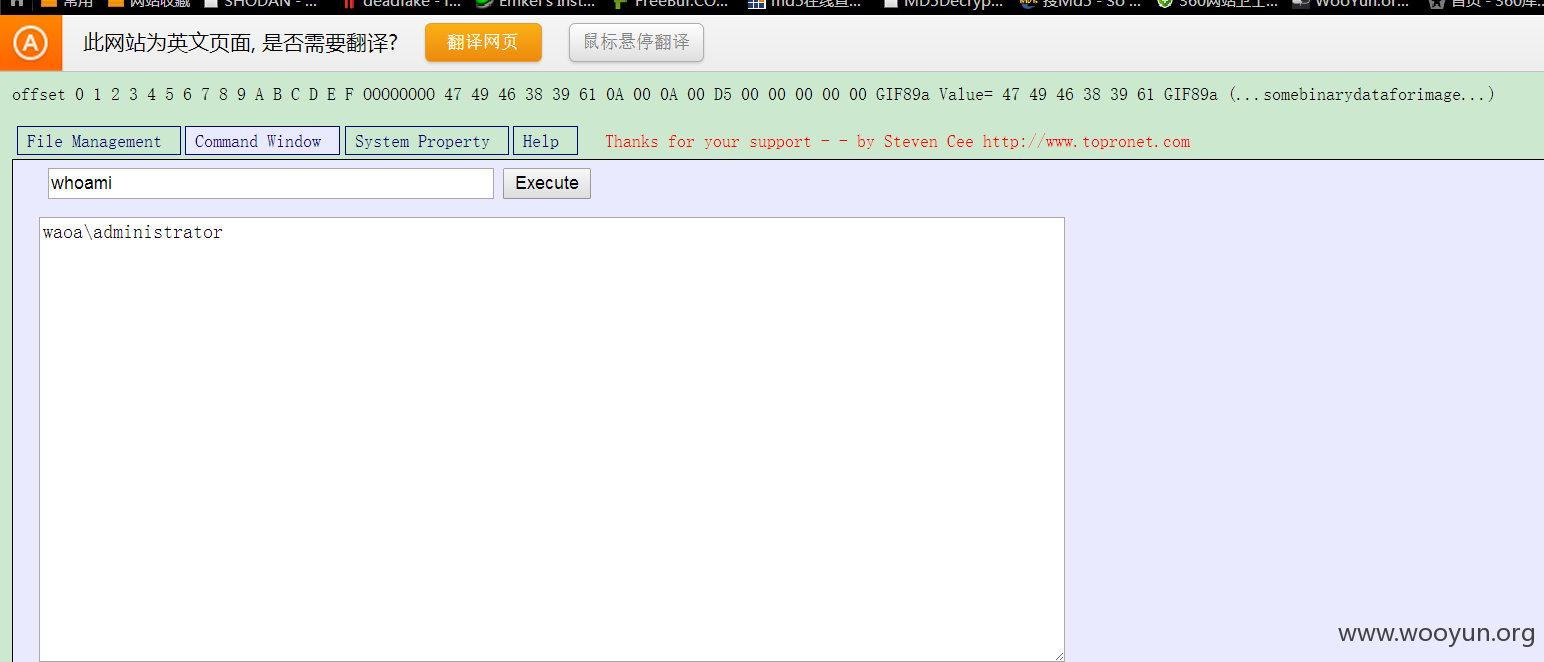 常用 网站收藏 SHODAN - ... deadfake - f... Emkei's Inst... FreeBuf.CO... md5在线查... MD5Decryp... 搜Md5 - So ... 360网站卫士... WooYun.or... 首页 - 360库...
A 此网站为英文页面, 是否需要翻译? 翻译网页 鼠标悬停翻译
offset 0 1 2 3 4 5 6 7 8 9 A B C D E F 00000000 47 49 46 38 39 61 0A 00 0A 00 D5 00 00 00 00 00 GIF89a Value= 47 49 46 38 39 61 GIF89a (...somebinarydataforimage...)
File Management Command Window System Property Help Thanks for your support - - by Steven Cee http://www.topronet.com
whoami Execute
waoa\administrator
www.wooyun.org